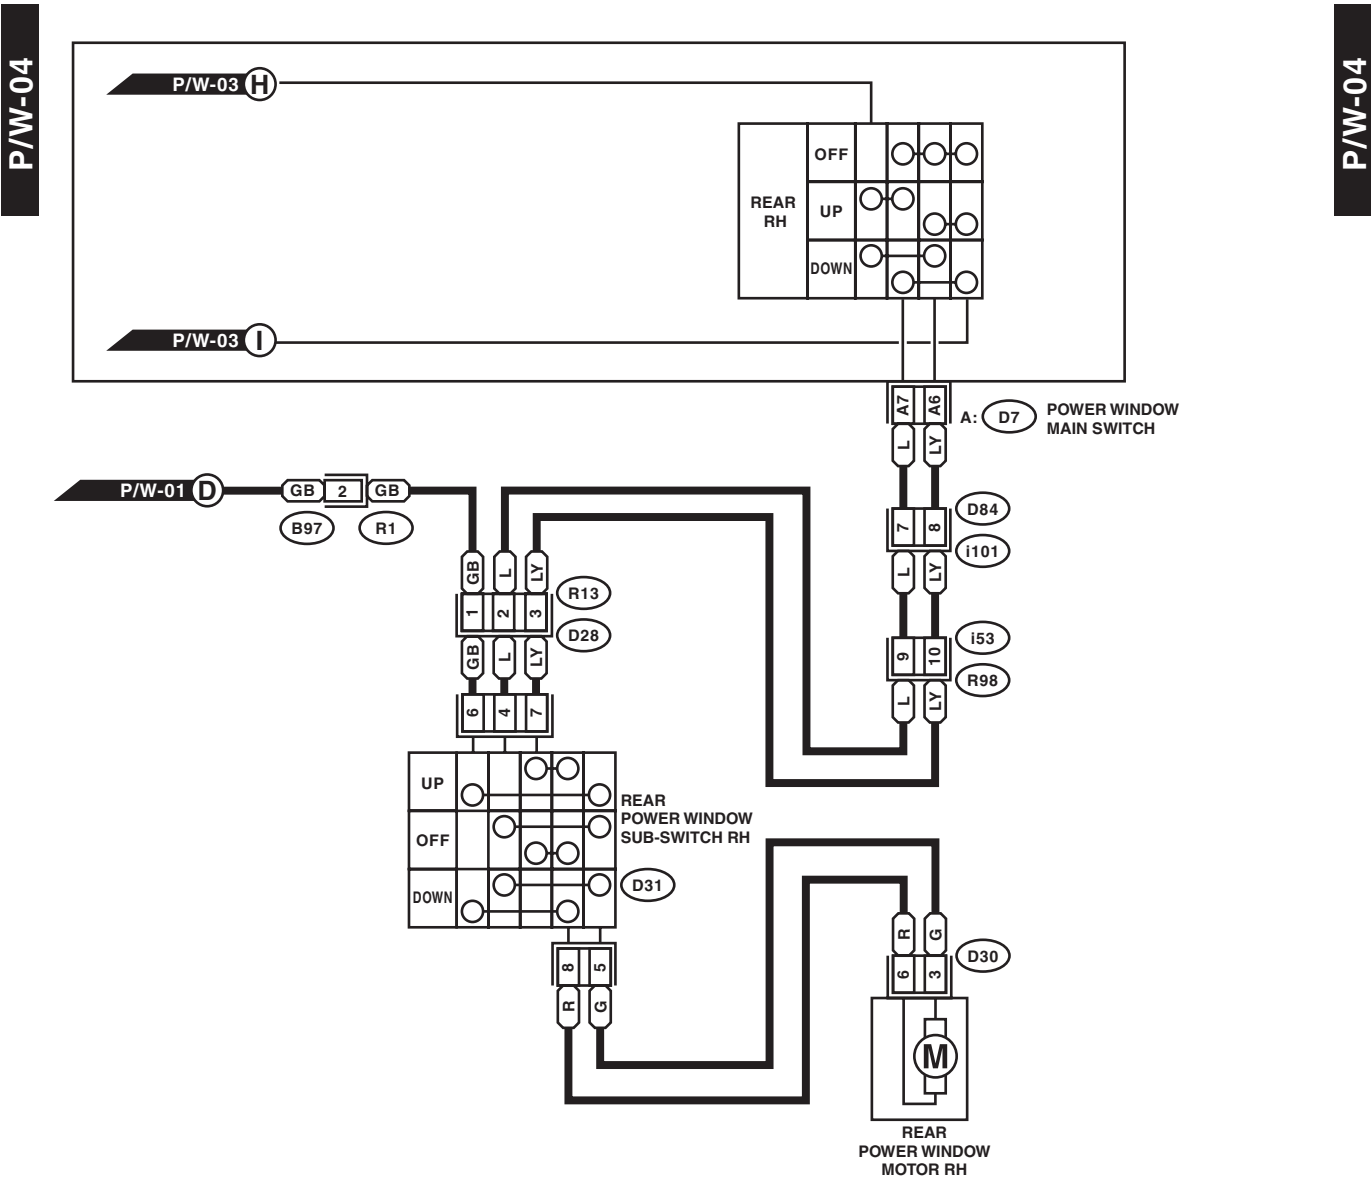 P/W-04
P/W-04
P/W-03 H
REAR
RH
OFF
UP
DOWN
P/W-03 I
A7 A6
A: D7
POWER WINDOW
MAIN SWITCH
L LY
P/W-01 D
GB 2 GB
B97 R1
7 8
D84
i101
L LY
GB L LY
1 2 3
R13
D28
GB L LY
9 10
i53
R98
L LY
6 4 7
UP
OFF
DOWN
REAR
POWER WINDOW
SUB-SWITCH RH
D31
8 5
R G
R G
6 3
D30
M
REAR
POWER WINDOW
MOTOR RH